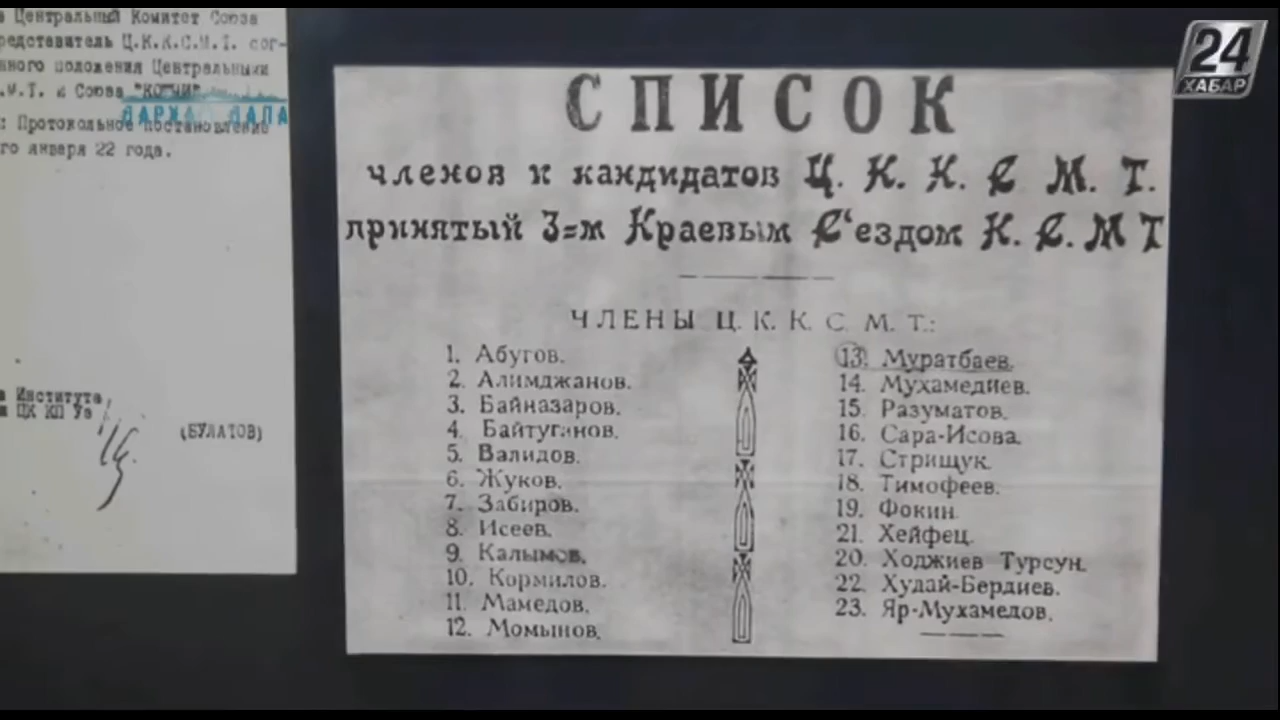 Центральный Комитет Союза
редставитель Ц.К.К.С.М.Т. сог-
нного положения Центральными
.М.Т. и Союза "КОШЧИ"
: Протокольное постановление
го января 22 года.
Института
ЦК КП Уз
(БУЛАТОВ)
СПИСОК
членов и кандидатов Ц. К. К. С М. Т.
принятый 3=м Краевым С'ездом К. С. М Т
ЧЛЕНЫ Ц. К. К. С. М. Т.:
1. Абугов.
2. Алимджанов.
3. Байназаров.
4. Байтуганов.
5. Валидов.
6. Жуков.
7. Забиров.
8. Исеев.
9. Калымов.
10. Кормилов.
11. Мамедов.
12. Момынов.
13. Муратбаев.
14. Мухамедиев.
15. Разуматов.
16. Сара-Исова.
17. Стрищук.
18. Тимофеев.
19. Фокин.
21. Хейфец.
20. Ходжиев Турсун.
22. Худай-Бердиев.
23. Яр-Мухамедов.
24
ХАБАР